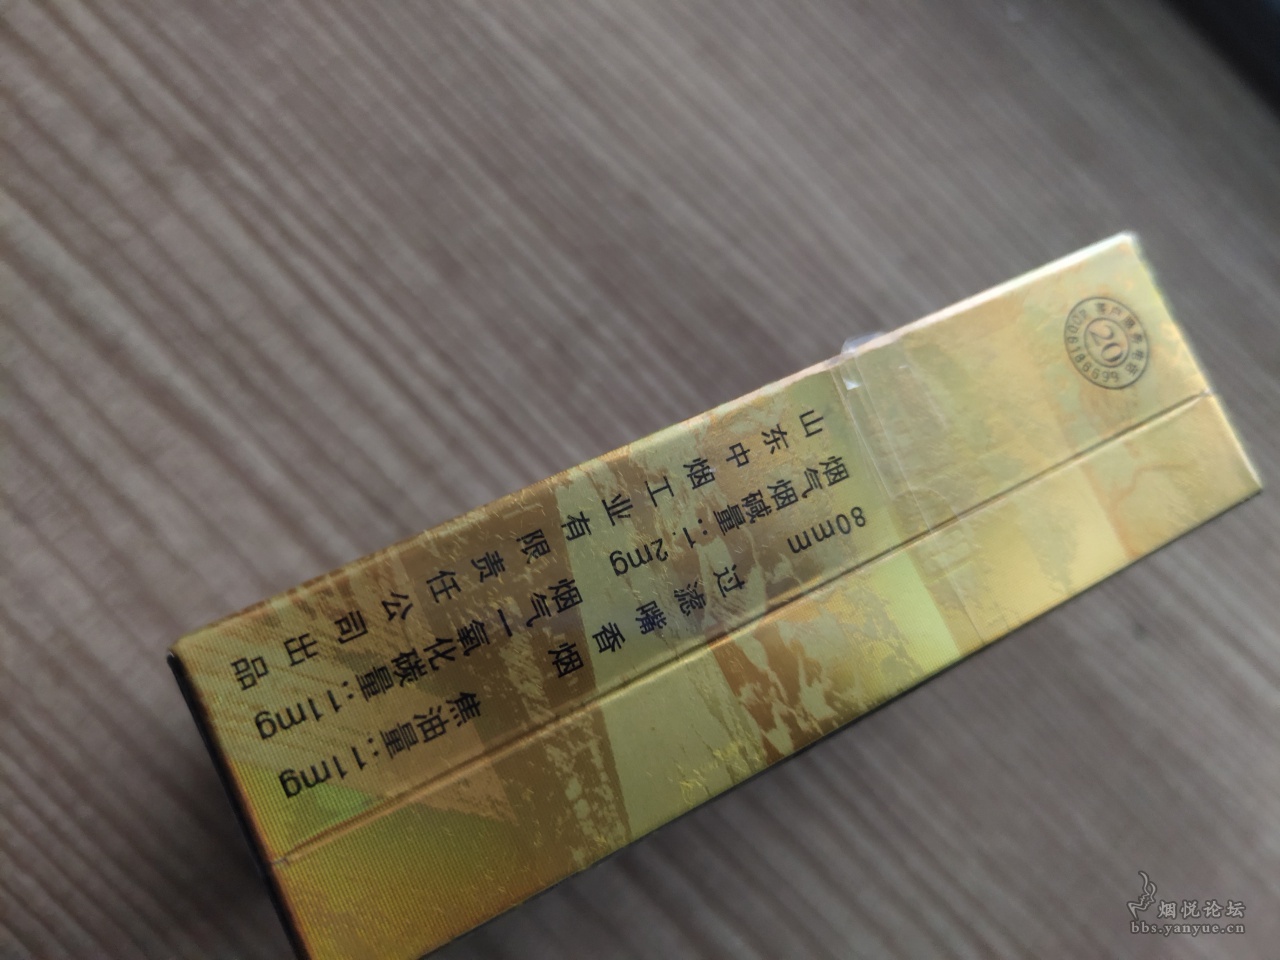 80mm 过滤嘴香烟 焦油量:11mg
烟气烟碱量:1.2mg 烟气一氧化碳量:11mg
山东中烟工业有限责任公司出品
20
4008186699
烟悦论坛
bbs.yanyue.cn